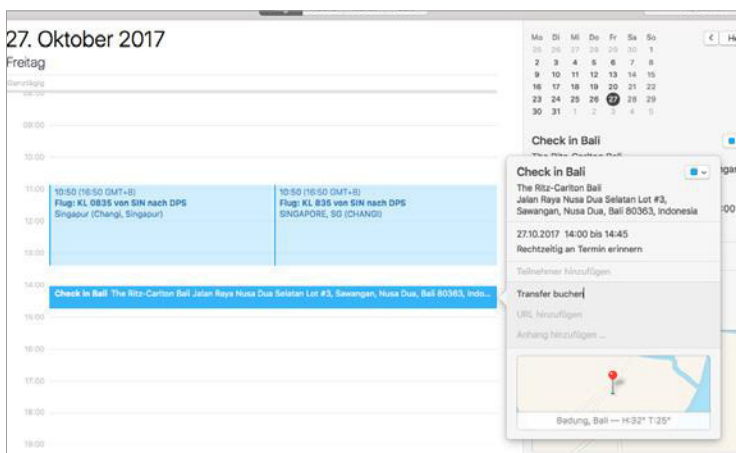 27. Oktober 2017
Freitag
Ganztägig
08:00
09:00
10:00
11:00
12:00
13:00
14:00
15:00
16:00
17:00
18:00
19:00
10:50 (16:50 GMT+8)
Flug: KL 0835 von SIN nach DPS
Singapur (Changi, Singapur)
10:50 (16:50 GMT+8)
Flug: KL 835 von SIN nach DPS
SINGAPORE, SG (CHANGI)
Check in Bali The Ritz-Carlton Bali Jalan Raya Nusa Dua Selatan Lot #3, Sawangan, Nusa Dua, Bali 80363, Indo...
Mo Di Mi Do Fr Sa So
25 26 27 28 29 30 1
2 3 4 5 6 7 8
9 10 11 12 13 14 15
16 17 18 19 20 21 22
23 24 25 26 27 28 29
30 31 1 2 3 4 5
He
Check in Bali
The Ritz-Carlton Bali
Check in Bali
The Ritz-Carlton Bali
Jalan Raya Nusa Dua Selatan Lot #3,
Sawangan, Nusa Dua, Bali 80363, Indonesia
27.10.2017 14:00 bis 14:45
Rechtzeitig an Termin erinnern
Teilnehmer hinzufügen
Transfer buchen
URL hinzufügen
Anhang hinzufügen ...
Badung, Bali — H:32° T:25°